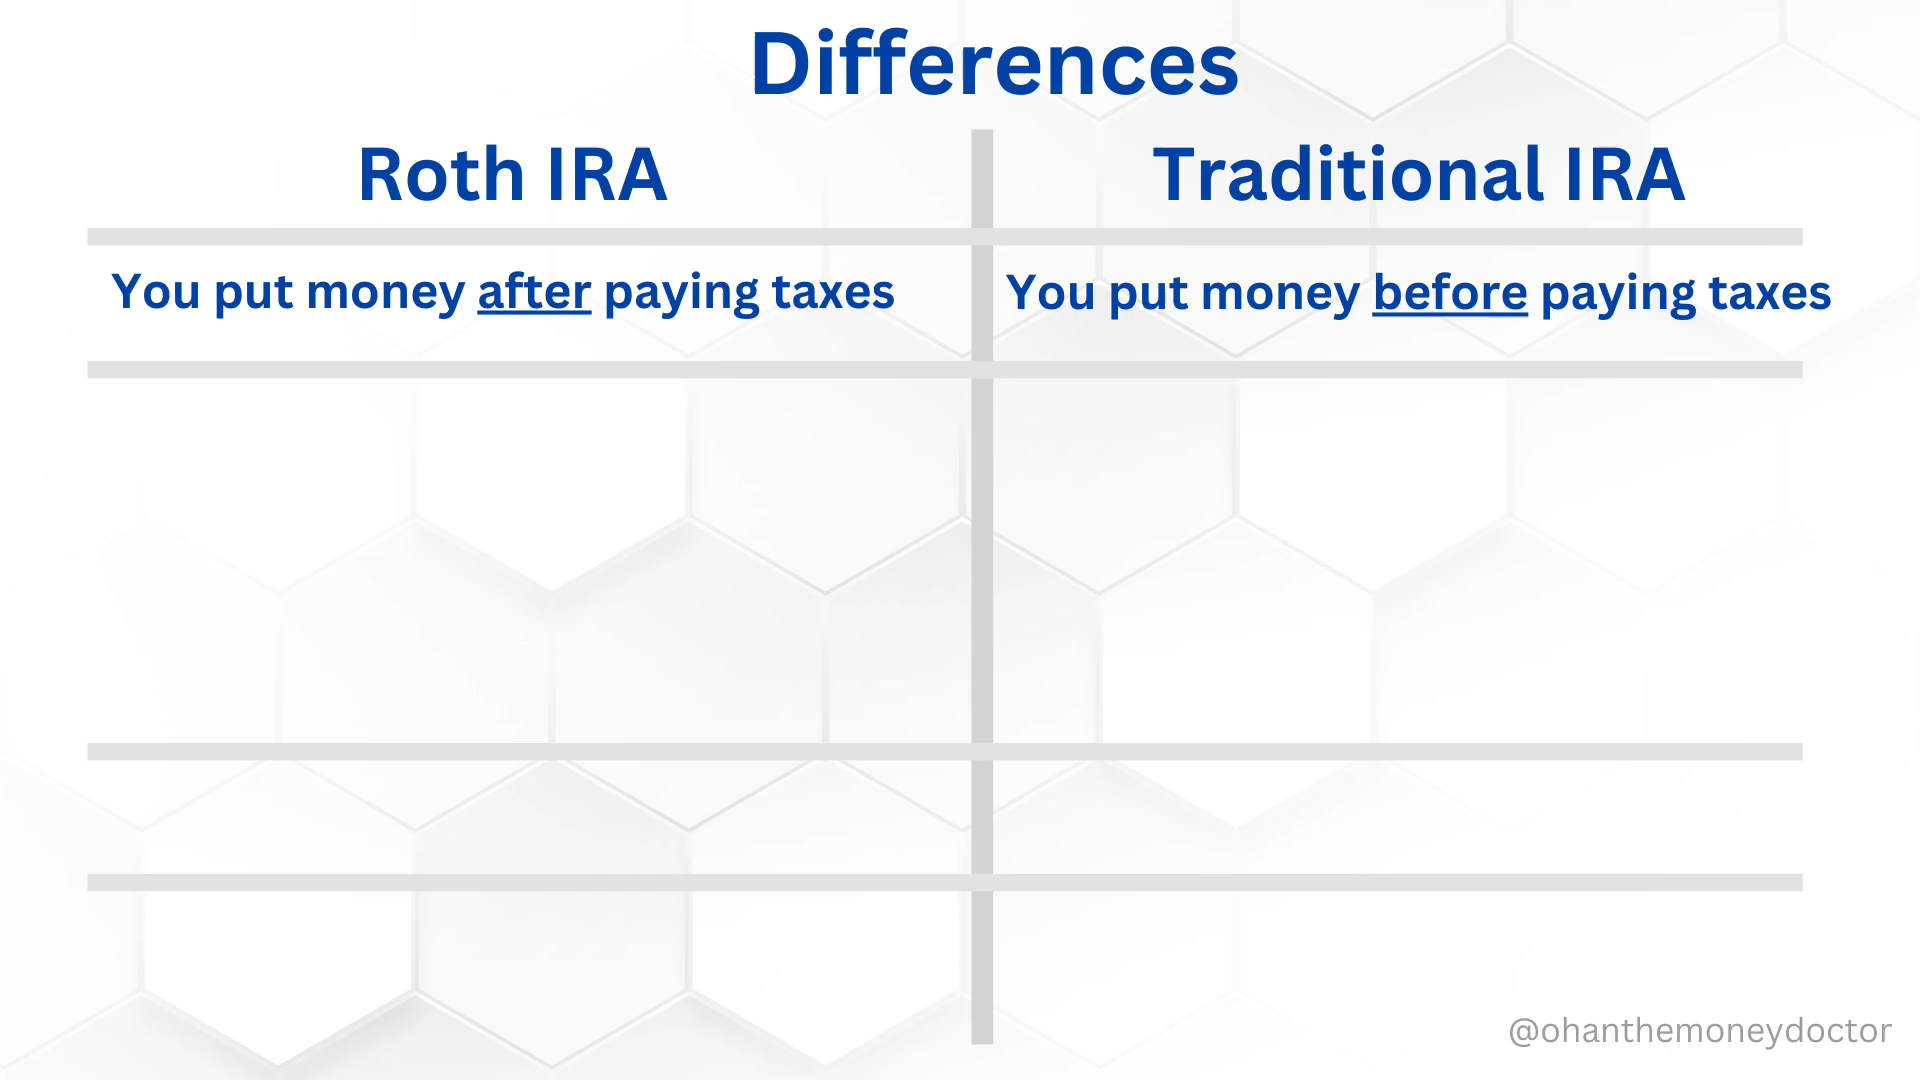 Differences
Roth IRA
Traditional IRA
You put money after paying taxes
You put money before paying taxes
@ohanthemoneydoctor